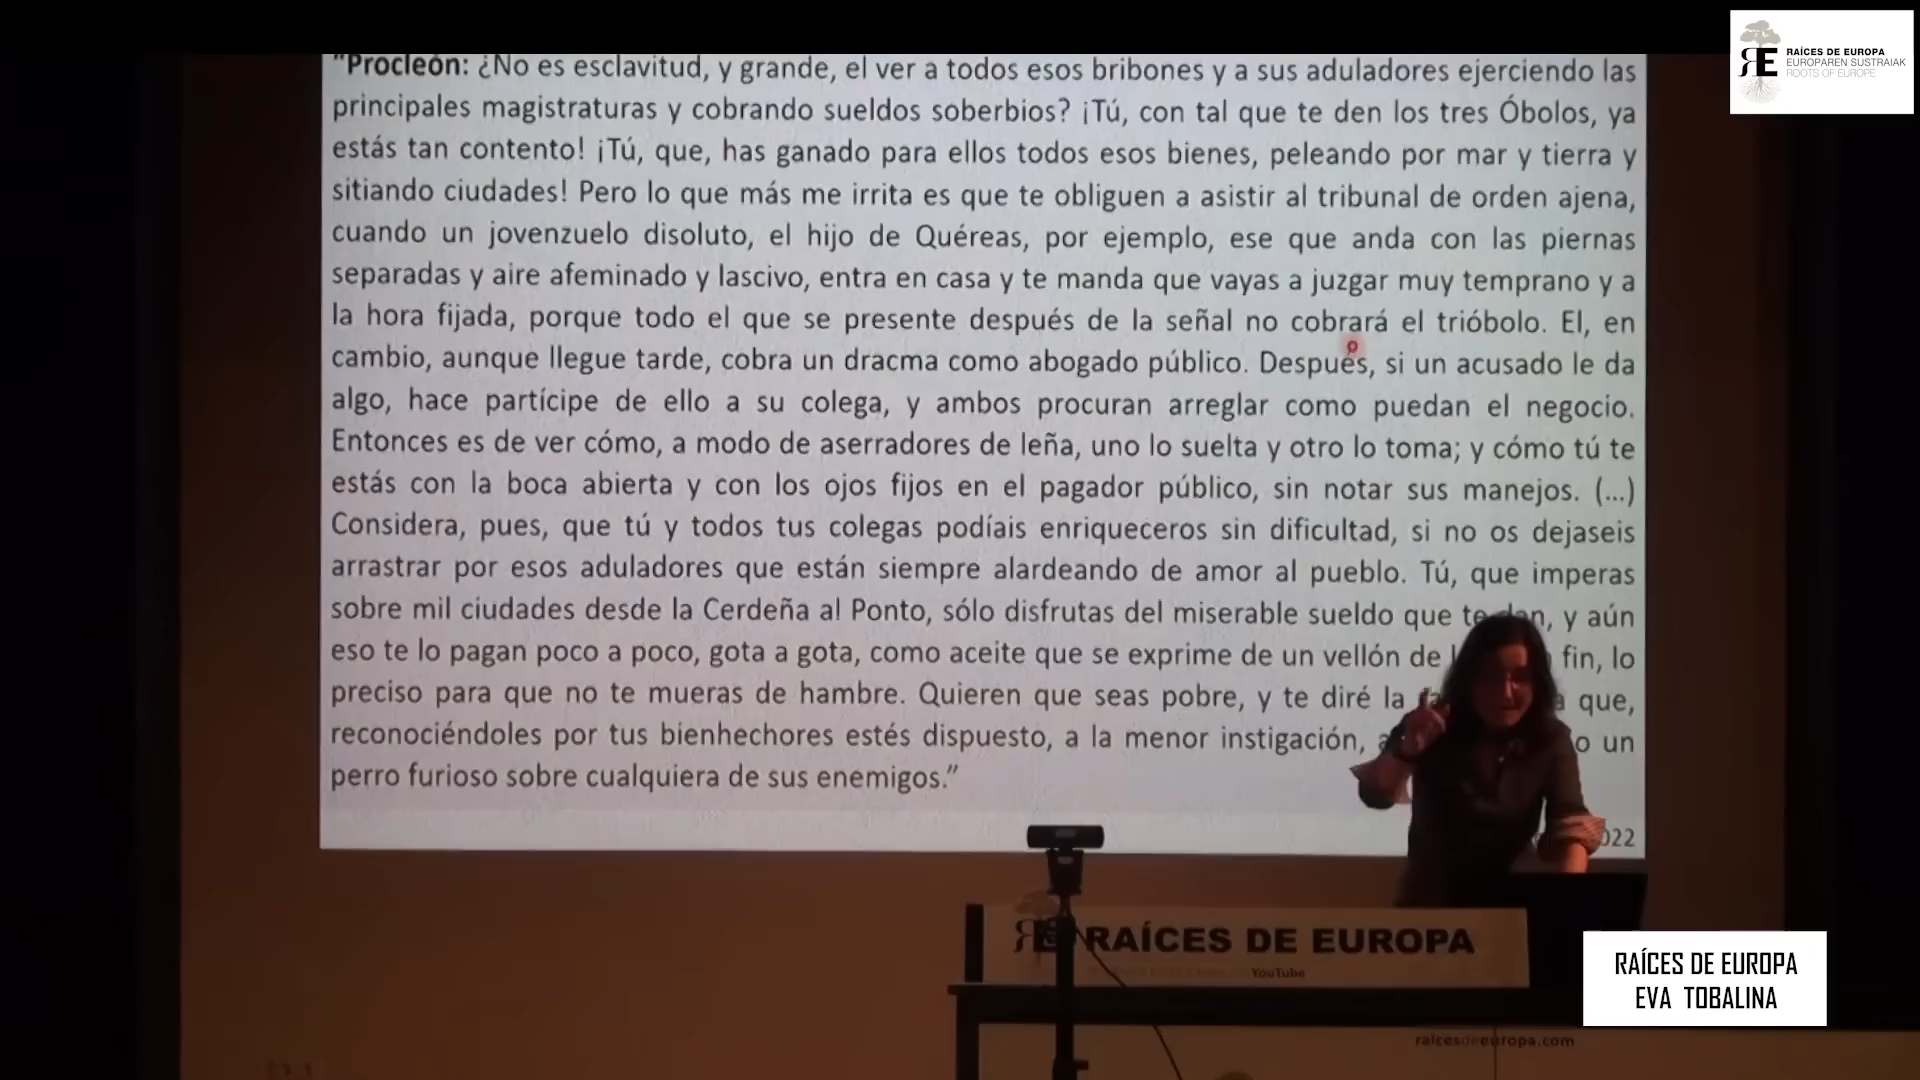 "Procleón: ¿No es esclavitud, y grande, el ver a todos esos bribones y a sus aduladores ejerciendo las
principales magistraturas y cobrando sueldos soberbios? ¡Tú, con tal que te den los tres Óbolos, ya
estás tan contento! ¡Tú, que, has ganado para ellos todos esos bienes, peleando por mar y tierra y
sitiando ciudades! Pero lo que más me irrita es que te obliguen a asistir al tribunal de orden ajena,
cuando un jovenzuelo disoluto, el hijo de Quéreas, por ejemplo, ese que anda con las piernas
separadas y aire afeminado y lascivo, entra en casa y te manda que vayas a juzgar muy temprano y a
la hora fijada, porque todo el que se presente después de la señal no cobrará el trióbolo. El, en
cambio, aunque llegue tarde, cobra un dracma como abogado público. Después, si un acusado le da
algo, hace partícipe de ello a su colega, y ambos procuran arreglar como puedan el negocio.
Entonces es de ver cómo, a modo de aserradores de leña, uno lo suelta y otro lo toma; y cómo tú te
estás con la boca abierta y con los ojos fijos en el pagador público, sin notar sus manejos. (...)
Considera, pues, que tú y todos tus colegas podíais enriqueceros sin dificultad, si no os dejaseis
arrastrar por esos aduladores que están siempre alardeando de amor al pueblo. Tú, que imperas
sobre mil ciudades desde la Cerdeña al Ponto, sólo disfrutas del miserable sueldo que te dan, y aún
eso te lo pagan poco a poco, gota a gota, como aceite que se exprime de un vellón de fin, lo
preciso para que no te mueras de hambre. Quieren que seas pobre, y te diré la que,
reconociéndoles por tus bienhechores estés dispuesto, a la menor instigación, un
perro furioso sobre cualquiera de sus enemigos."
022
RE RAÍCES DE EUROPA
EUROPAREN SUSTRAIAK
ROOTS OF EUROPE
RE RAÍCES DE EUROPA
YouTube
RAÍCES DE EUROPA
EVA TOBALINA
raicesdeeuropa.com